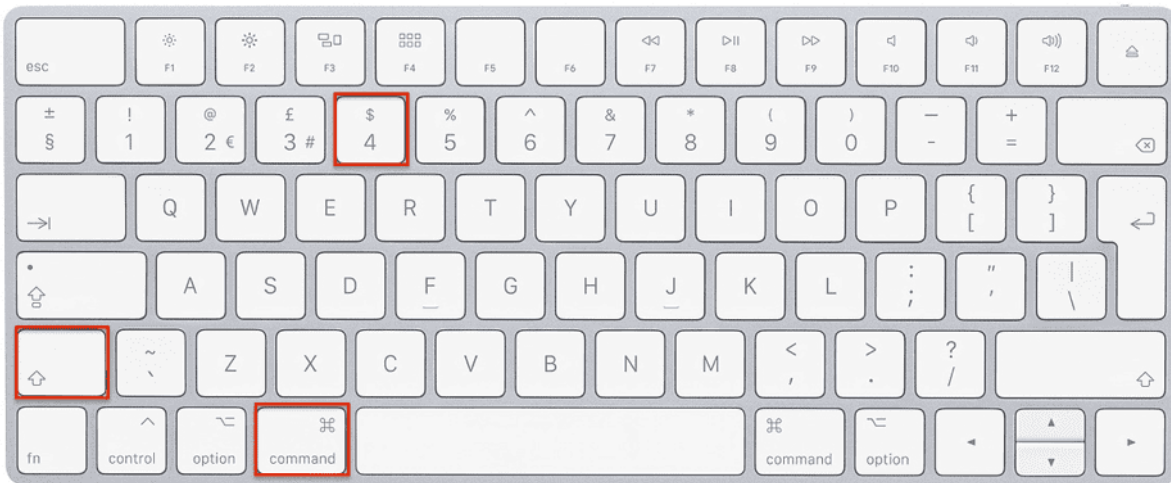 esc F1 F2 F3 F4 F5 F6 F7 F8 F9 F10 F11 F12
± ! @ £ $ % ^ & * ( ) — +
§ 1 2 € 3 # 4 5 6 7 8 9 0 - =
Q W E R T Y U I O P { [ } ]
A S D F G H J K L : ; " ' | \
~ ` Z X C V B N M < , > . ? /
fn ^ control ⌥ option ⌘ command ⌘ command ⌥ option